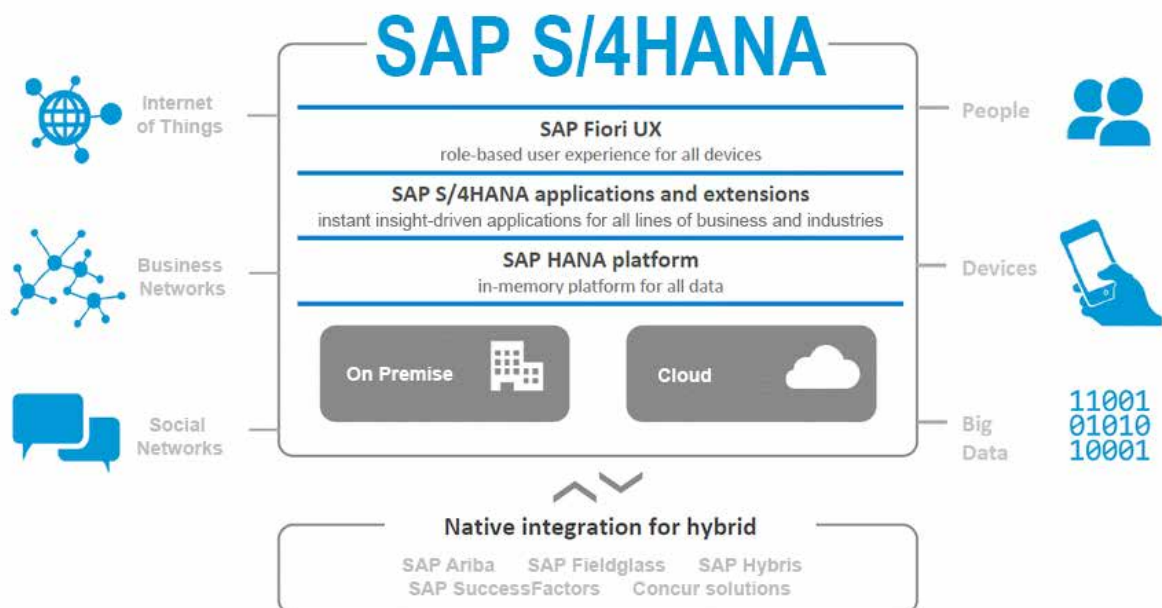 SAP S/4HANA
Internet
of Things
People
SAP Fiori UX
role-based user experience for all devices
SAP S/4HANA applications and extensions
instant insight-driven applications for all lines of business and industries
Business
Networks
Devices
SAP HANA platform
in-memory platform for all data
On Premise
Cloud
Social
Networks
Big
Data
11001
01010
10001
Native integration for hybrid
SAP Ariba SAP Fieldglass SAP Hybris
SAP SuccessFactors Concur solutions